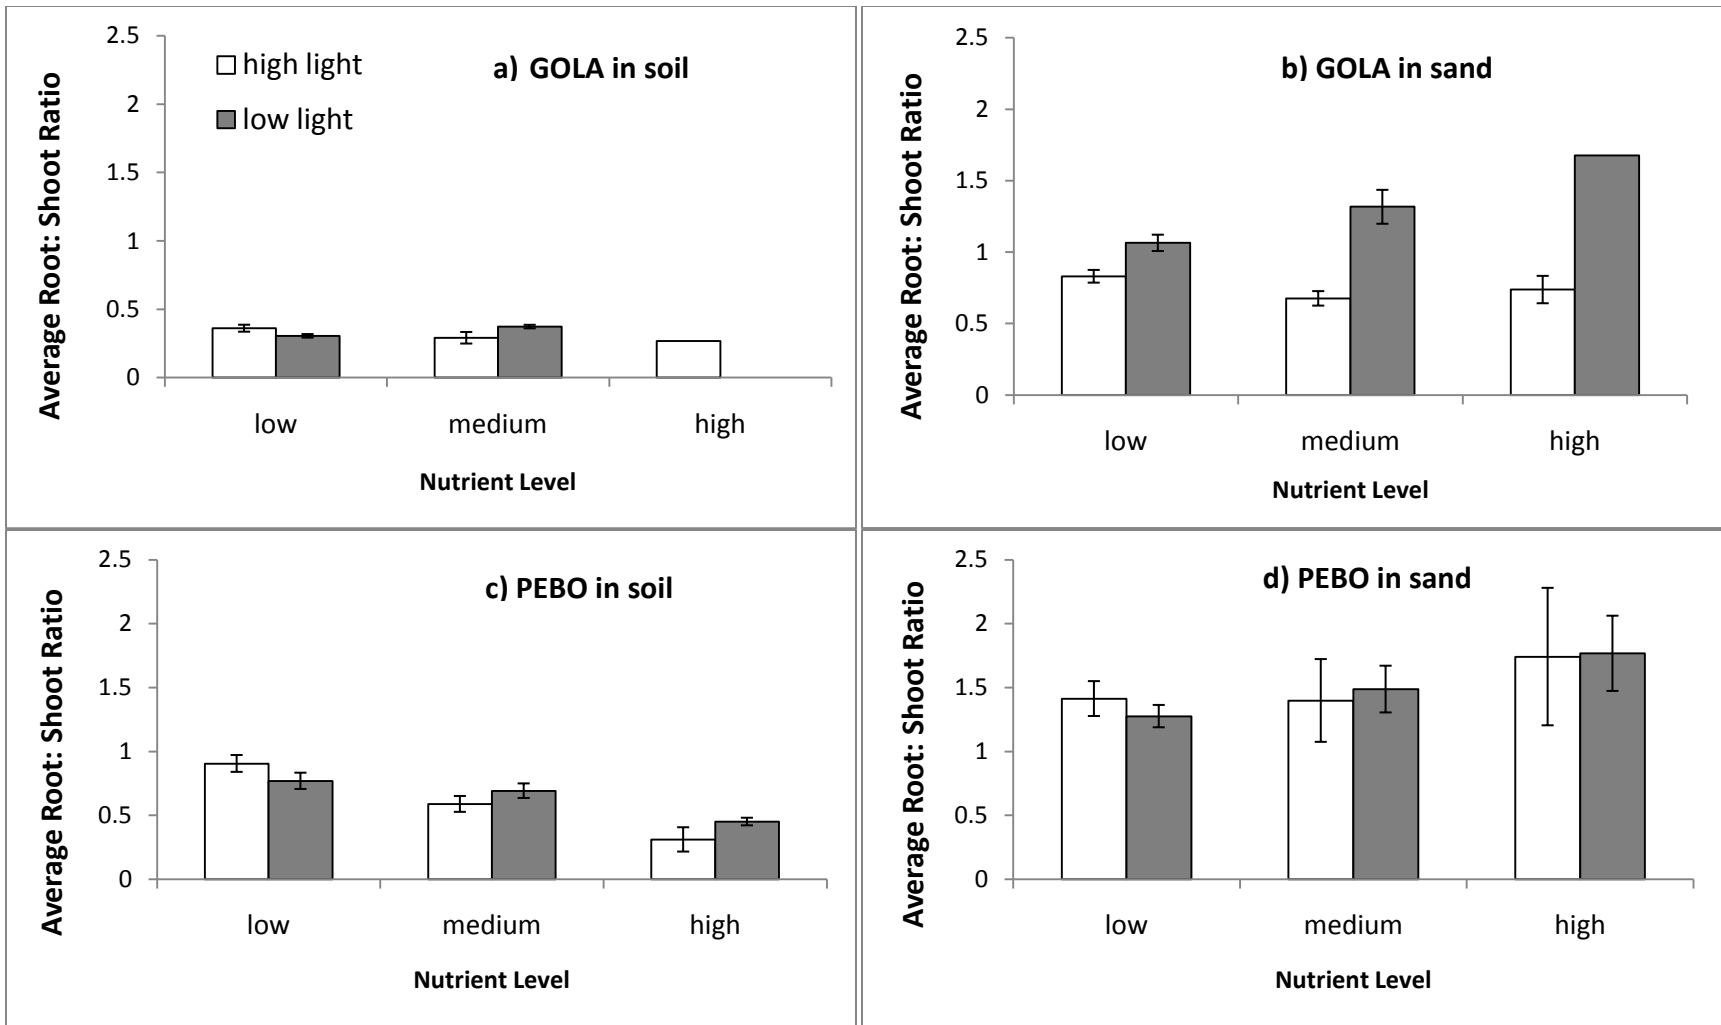 a) GOLA in soil
high light
low light
Average Root: Shoot Ratio
2.5
2
1.5
1
0.5
0
low medium high
Nutrient Level
b) GOLA in sand
Average Root: Shoot Ratio
2.5
2
1.5
1
0.5
0
low medium high
Nutrient Level
c) PEBO in soil
Average Root: Shoot Ratio
2.5
2
1.5
1
0.5
0
low medium high
Nutrient Level
d) PEBO in sand
Average Root: Shoot Ratio
2.5
2
1.5
1
0.5
0
low medium high
Nutrient Level